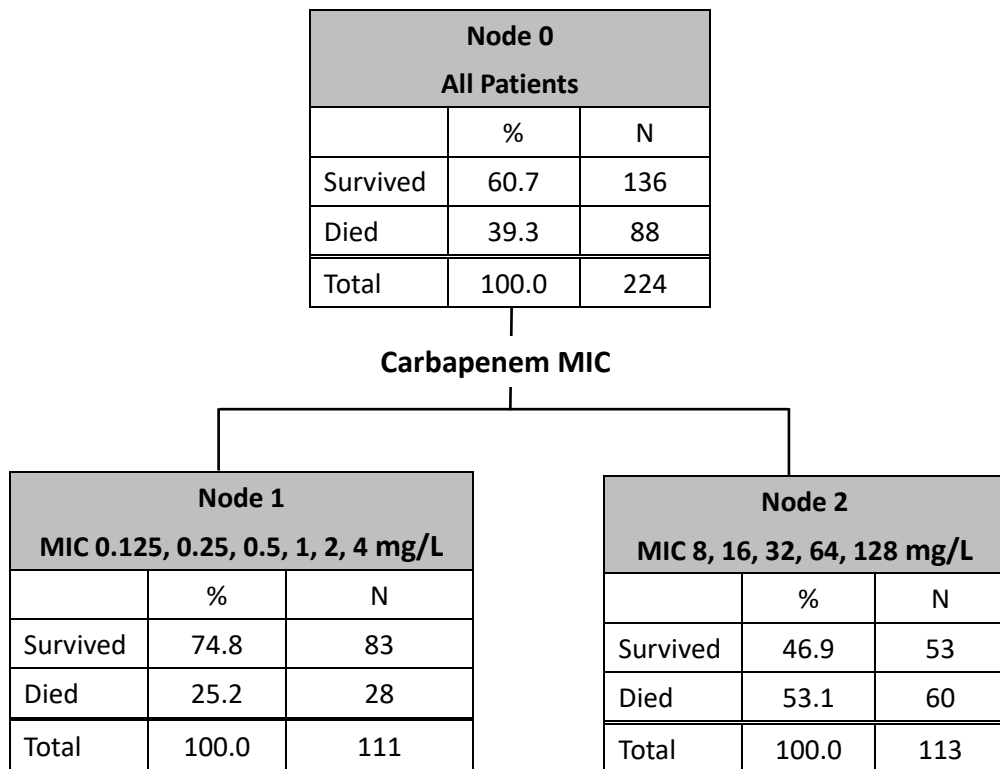 Node 0
All Patients
% N
Survived 60.7 136
Died 39.3 88
Total 100.0 224
Carbapenem MIC
Node 1
MIC 0.125, 0.25, 0.5, 1, 2, 4 mg/L
% N
Survived 74.8 83
Died 25.2 28
Total 100.0 111
Node 2
MIC 8, 16, 32, 64, 128 mg/L
% N
Survived 46.9 53
Died 53.1 60
Total 100.0 113